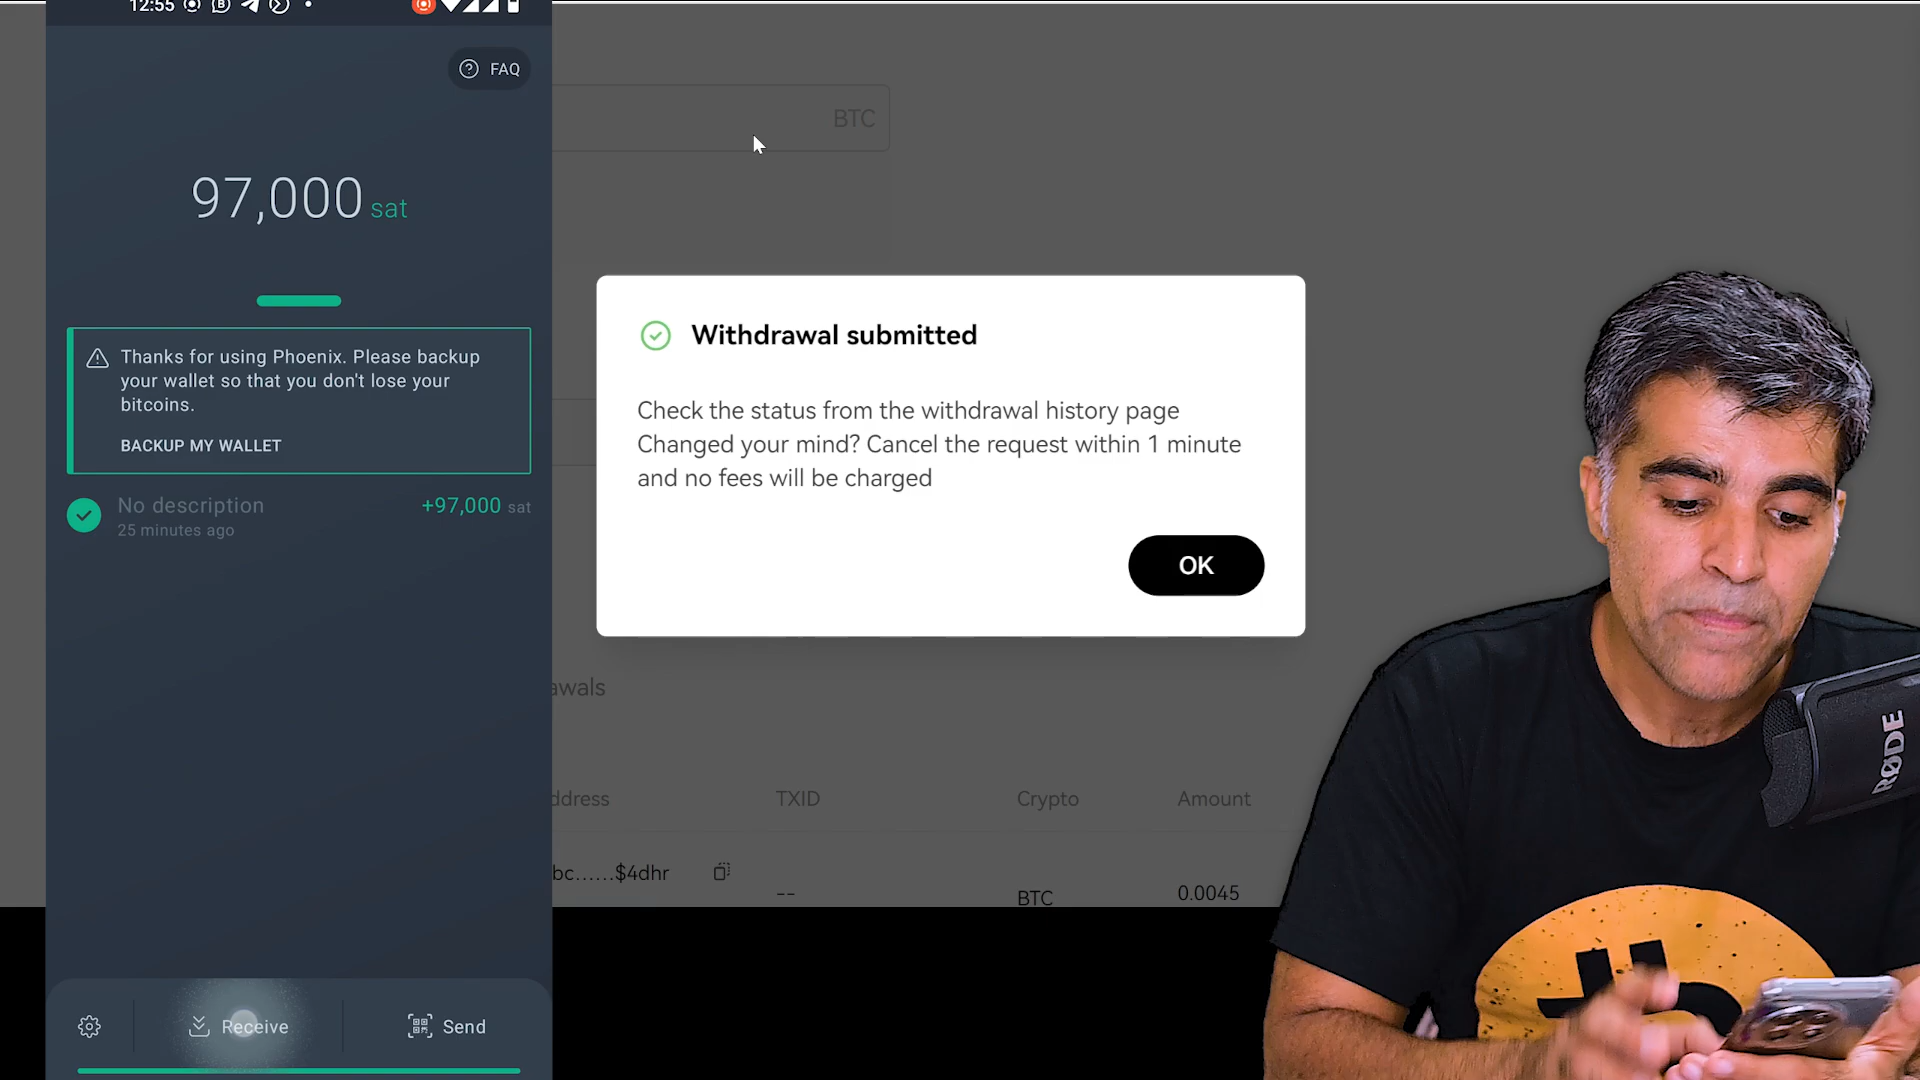 12:55
FAQ
97,000 sat
Thanks for using Phoenix. Please backup
your wallet so that you don't lose your
bitcoins.
BACKUP MY WALLET
No description
+97,000 sat
25 minutes ago
Receive
Send
BTC
Withdrawal submitted
Check the status from the withdrawal history page
Changed your mind? Cancel the request within 1 minute
and no fees will be charged
OK
awals
ddress
TXID
Crypto
Amount
bc......$4dhr
--
BTC
0.0045
RØDE